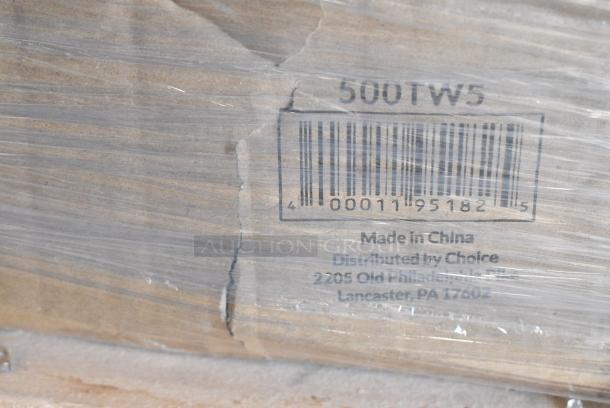 500TW5
4 00011 95182 5
AUCTION GROUP
Made in China
Distributed by Choice
2205 Old Philadelphia Pike
Lancaster, PA 17602